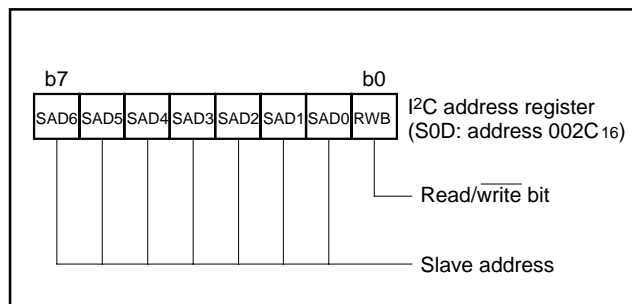 b7 b0
SAD6 SAD5 SAD4 SAD3 SAD2 SAD1 SAD0 RWB
I²C address register
(S0D: address 002C₁₆)
Read/w̅r̅i̅t̅e̅ bit
Slave address